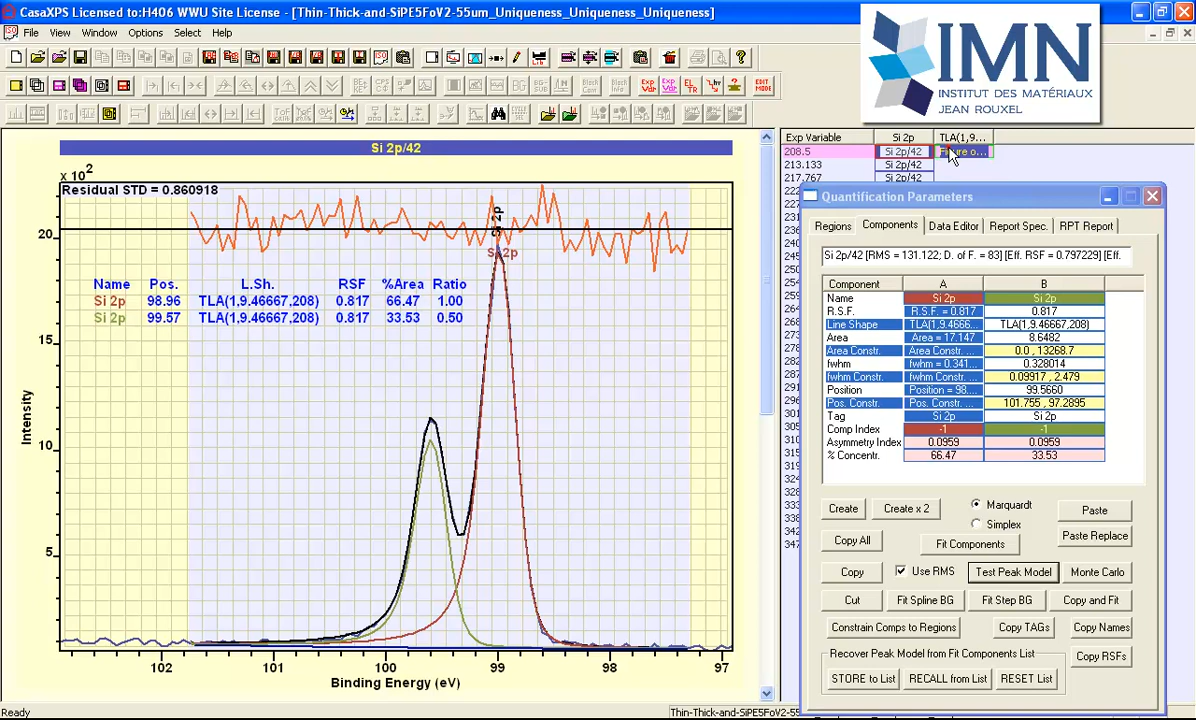 CasaXPS Licensed to:H406 WWU Site License - [Thin-Thick-and-SiPE5FoV2-55um_Uniqueness_Uniqueness_Uniqueness]
File View Window Options Select Help
IMN
INSTITUT DES MATÉRIAUX
JEAN ROUXEL
Si 2p/42
x 10²
Residual STD = 0.860918
Si 2p
Si 2p
Name Pos. L.Sh. RSF %Area Ratio
Si 2p 98.96 TLA(1,9.46667,208) 0.817 66.47 1.00
Si 2p 99.57 TLA(1,9.46667,208) 0.817 33.53 0.50
20
15
10
5
Intensity
102 101 100 99 97
Binding Energy (eV)
Exp Variable Si 2p TLA(1,9...
208.5 Si 2p/42
213.133 Si 2p/42
217.767 Si 2p/42
Quantification Parameters
Regions Components Data Editor Report Spec. RPT Report
Si 2p/42 [RMS = 131.122; D. of F. = 83] [Eff. RSF = 0.797229] [Eff.
Component A B
Name Si 2p Si 2p
R.S.F. R.S.F. = 0.817 0.817
Line Shape TLA(1,9.4666... TLA(1,9.46667,208)
Area Area = 17.147 8.6482
Area Constr. Area Constr. ... 0.0 , 13268.7
fwhm fwhm = 0.341... 0.328014
fwhm Constr. fwhm Constr. ... 0.09917 , 2.479
Position Position = 98... 99.5660
Pos. Constr. Pos. Constr. ... 101.755 , 97.2895
Tag Si 2p Si 2p
Comp Index -1 -1
Asymmetry Index 0.0959 0.0959
% Concentr. 66.47 33.53
Create Create x 2 Marquardt Paste
Simplex
Copy All Fit Components Paste Replace
Copy Use RMS Test Peak Model Monte Carlo
Cut Fit Spline BG Fit Step BG Copy and Fit
Constrain Comps to Regions Copy TAGs Copy Names
Recover Peak Model from Fit Components List
STORE to List RECALL from List RESET List Copy RSFs
Ready Thin-Thick-and-SiPE5FoV2-55